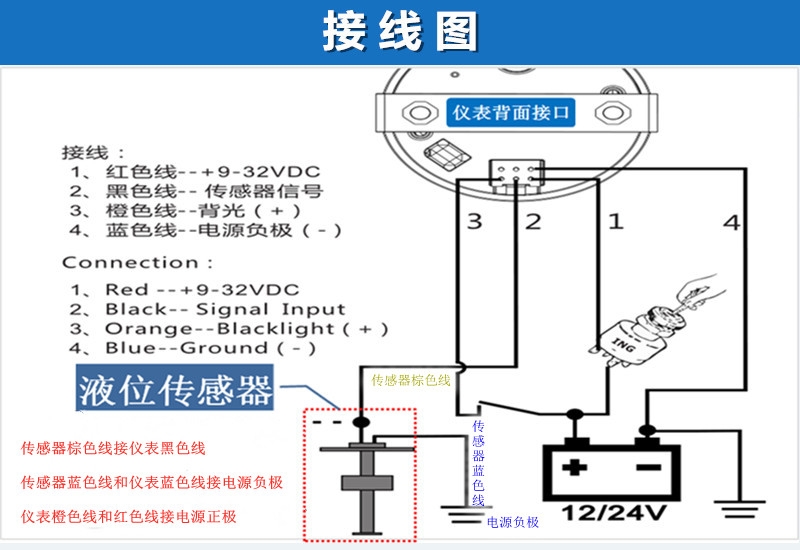 接线图
仪表背面接口
接线：
1、红色线--+9-32VDC
2、黑色线-- 传感器信号
3、橙色线--背光（+）
4、蓝色线--电源负极（-）
Connection：
1、Red --+9-32VDC
2、Black-- Signal Input
3、Orange--Blacklight（+）
4、Blue--Ground（-）
3
2
1
4
ING
液位传感器
传感器棕色线
传感器棕色线接仪表黑色线
传感器蓝色线和仪表蓝色线接电源负极
仪表橙色线和红色线接电源正极
传感器蓝色线
电源负极
+
-
12/24V